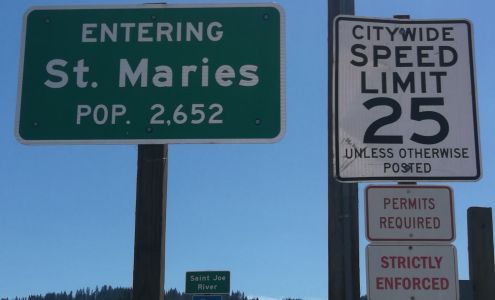 ENTERING
St. Maries
POP. 2,652
CITYWIDE
SPEED
LIMIT
25
UNLESS OTHERWISE
POSTED
PERMITS
REQUIRED
STRICTLY
ENFORCED
Saint Joe
River